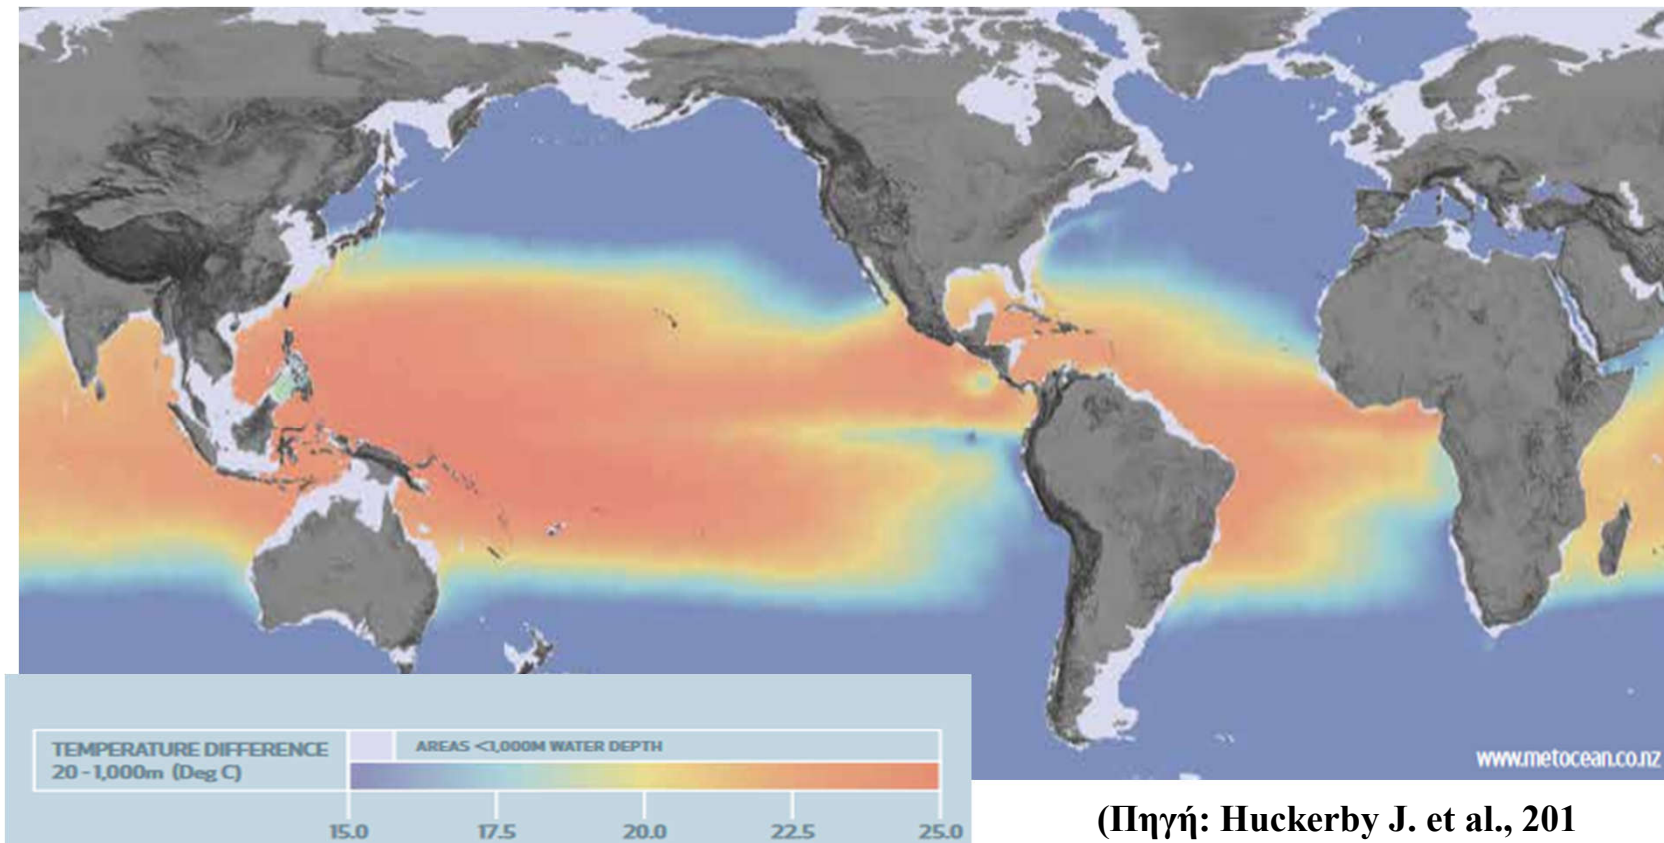 www.metocean.co.nz
TEMPERATURE DIFFERENCE
20 - 1,000m (Deg C)
AREAS <1,000M WATER DEPTH
15.0 17.5 20.0 22.5 25.0
(Πηγή: Huckerby J. et al., 201